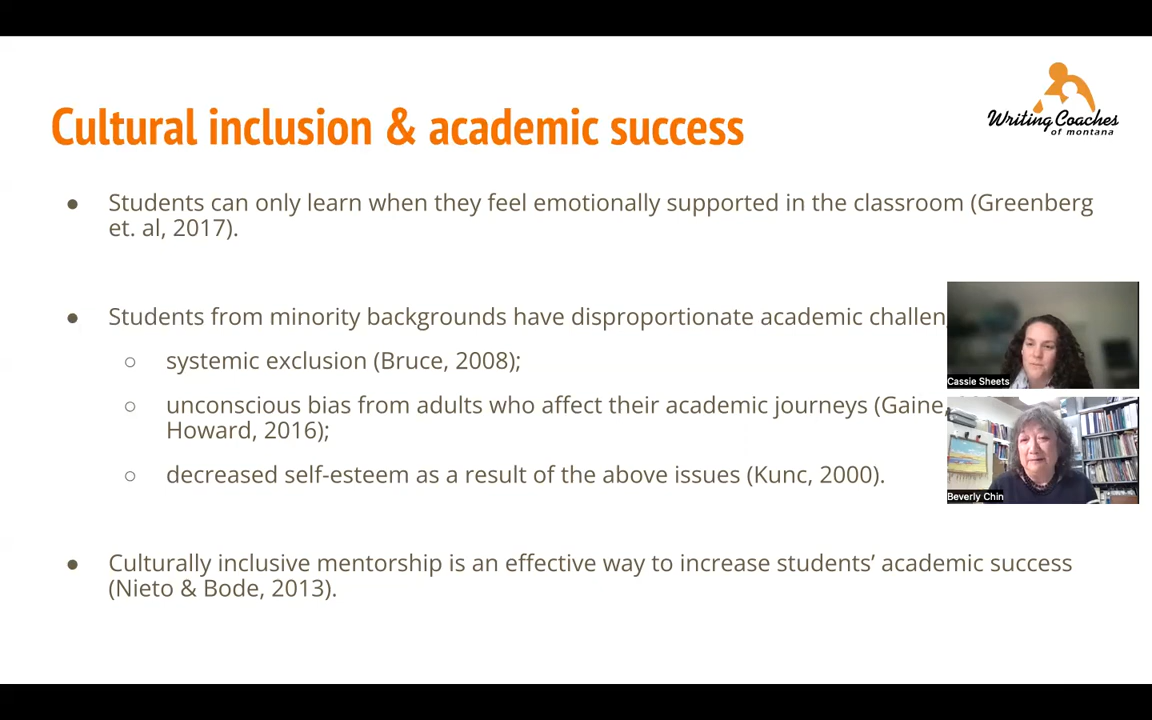 Cultural inclusion & academic success
Writing Coaches
of montana
● Students can only learn when they feel emotionally supported in the classroom (Greenberg
et. al, 2017).
● Students from minority backgrounds have disproportionate academic
○ systemic exclusion (Bruce, 2008);
○ unconscious bias from adults who affect their academic journeys (Gaine,
Howard, 2016);
○ decreased self-esteem as a result of the above issues (Kunc, 2000).
● Culturally inclusive mentorship is an effective way to increase students’ academic success
(Nieto & Bode, 2013).
Cassie Sheets
Beverly Chin